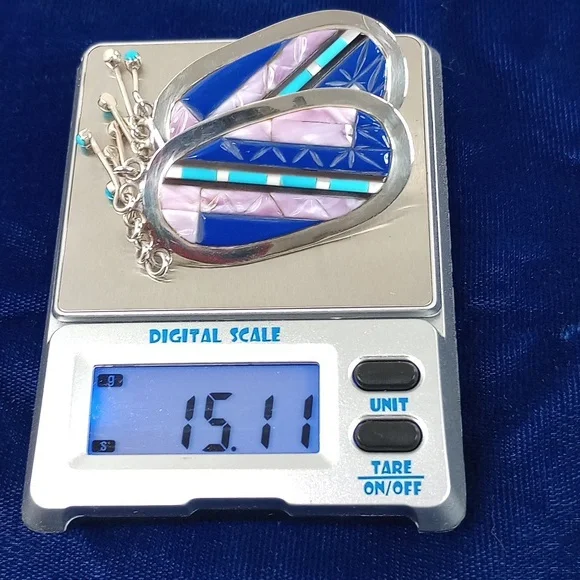 DIGITAL SCALE
g
15.11
S
UNIT
TARE
ON/OFF